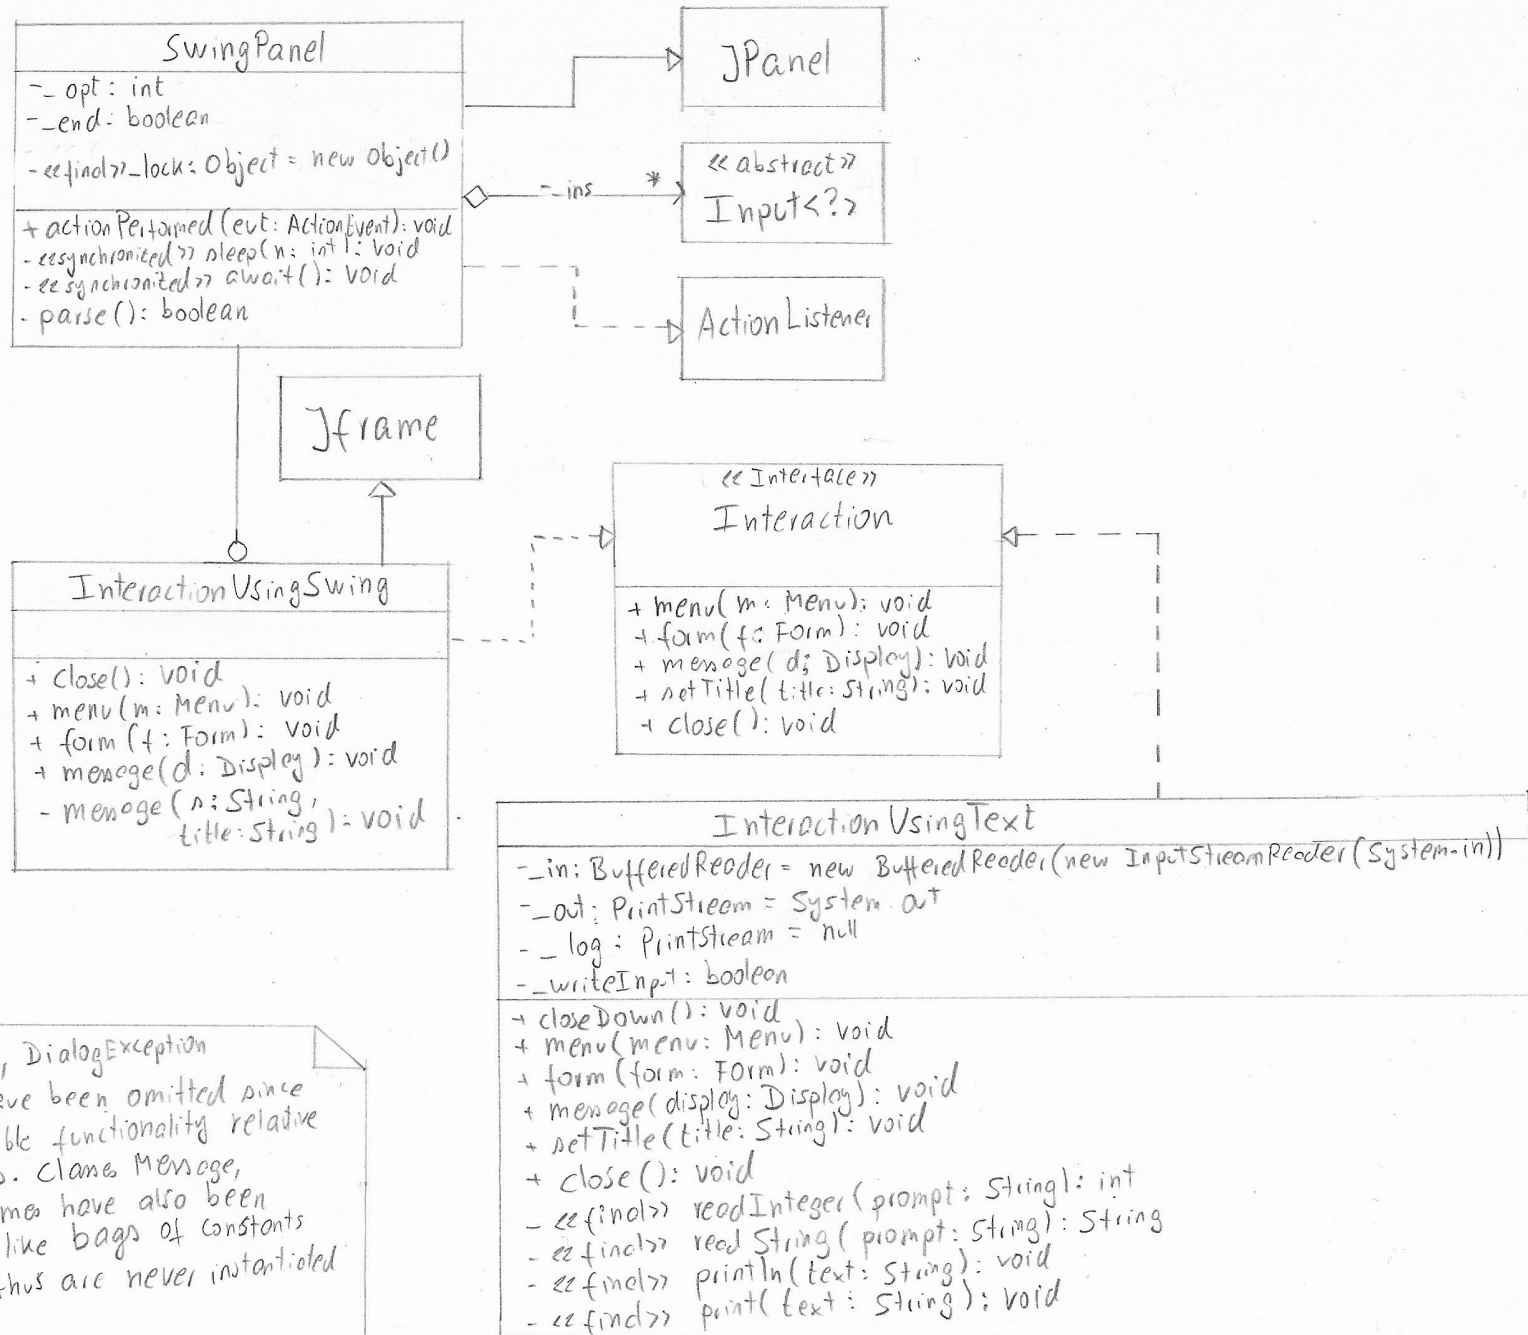 SwingPanel
-_opt: int
-_end: boolean
-«final»_lock: Object = new Object()
+ actionPerformed(evt: ActionEvent): void
- «synchronized» sleep(n: int): void
- «synchronized» await(): void
- parse(): boolean
JPanel
-_ins
*
«abstract»
Input<?>
ActionListener
Jframe
«Interface»
Interaction
+ menu(m: Menu): void
+ form(f: Form): void
+ message(d: Display): void
+ setTitle(title: String): void
+ close(): void
InteractionUsingSwing
+ close(): void
+ menu(m: Menu): void
+ form(f: Form): void
+ message(d: Display): void
- message(s: String,
title: String): void
InteractionUsingText
-_in: BufferedReader = new BufferedReader(new InputStreamReader(System.in))
-_out: PrintStream = System.out
-_log: PrintStream = null
-_writeInput: boolean
+ closeDown(): void
+ menu(menu: Menu): void
+ form(form: Form): void
+ message(display: Display): void
+ setTitle(title: String): void
+ close(): void
- «final» readInteger(prompt: String): int
- «final» readString(prompt: String): String
- «final» println(text: String): void
- «final» print(text: String): void
, DialogException
ve been omitted since
ble functionality relative
s. Classes Message,
mes have also been
like bags of constants
thus are never instantiated